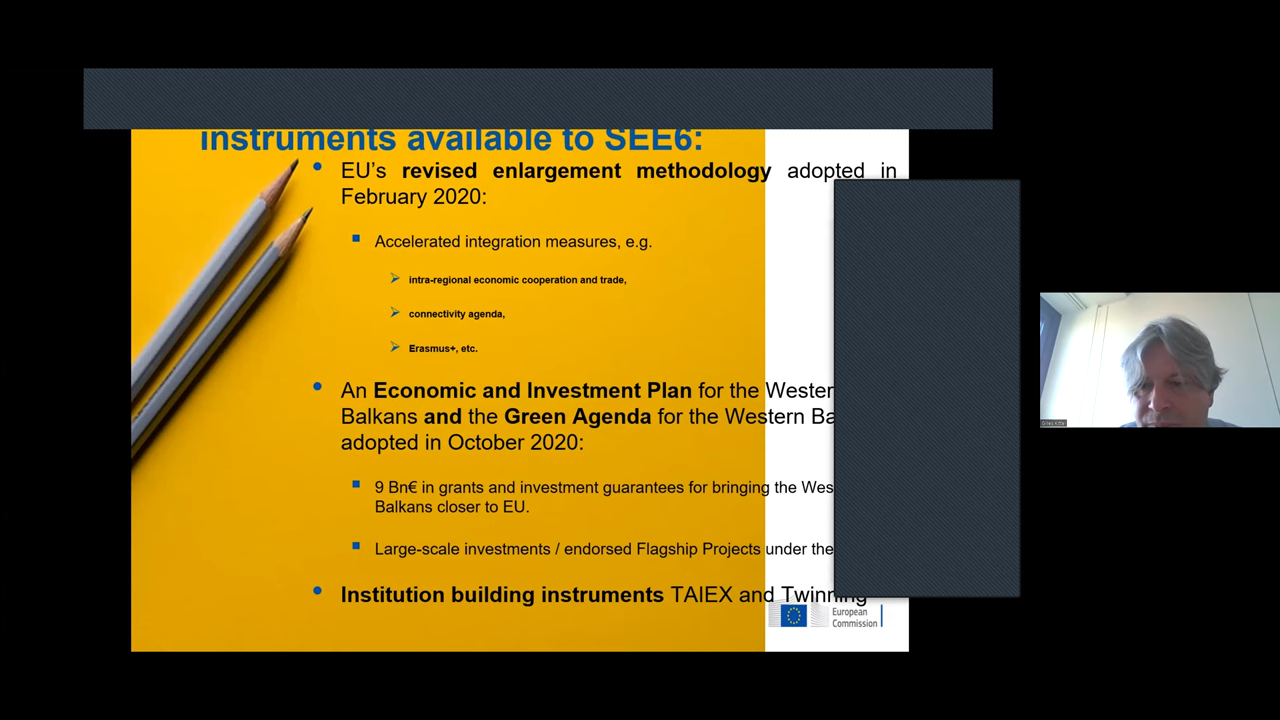 instruments available to SEE6:
EU's revised enlargement methodology adopted in
February 2020:
Accelerated integration measures, e.g.
intra-regional economic cooperation and trade,
connectivity agenda,
Erasmus+, etc.
An Economic and Investment Plan for the Wester
Balkans and the Green Agenda for the Western Ba
adopted in October 2020:
9 Bn€ in grants and investment guarantees for bringing the Wes
Balkans closer to EU.
Large-scale investments / endorsed Flagship Projects under the
Institution building instruments TAIEX and Twinning
European
Commission